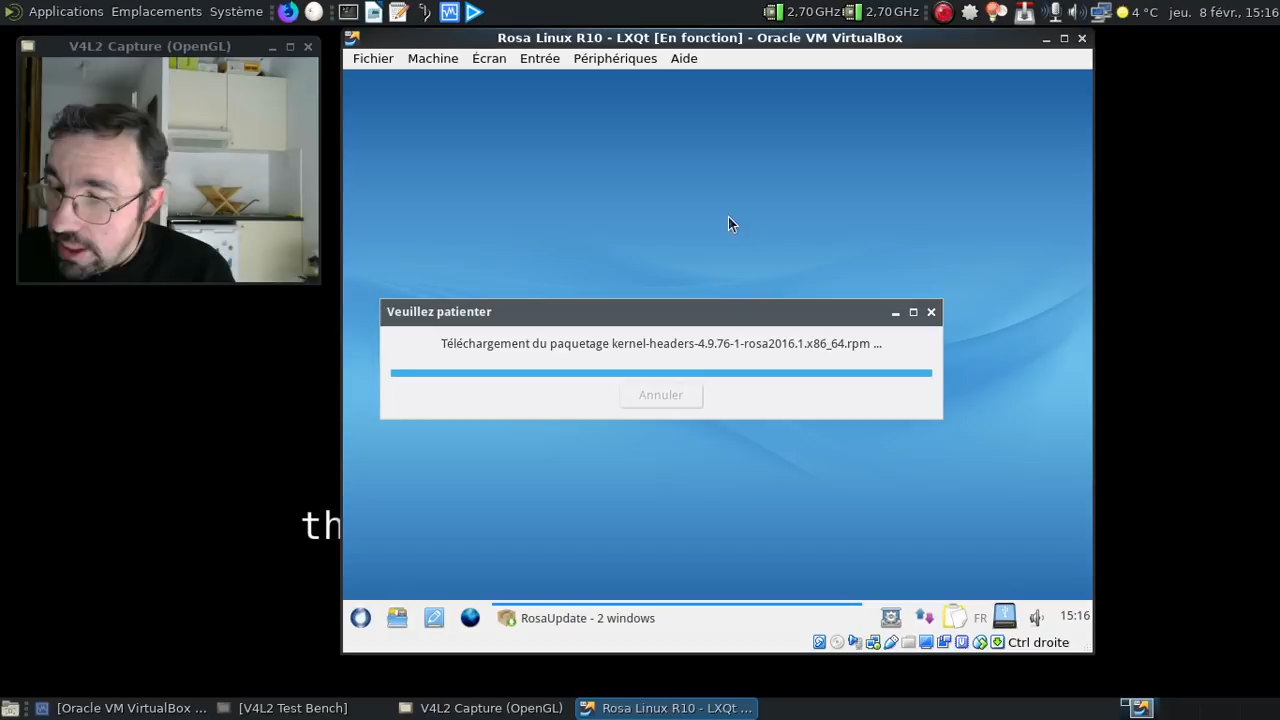 Applications Emplacements Système
2,70 GHz 2,70 GHz 4 °C jeu. 8 févr., 15:16
V4L2 Capture (OpenGL)
Rosa Linux R10 - LXQt [En fonction] - Oracle VM VirtualBox
Fichier Machine Écran Entrée Périphériques Aide
Veuillez patienter
Téléchargement du paquetage kernel-headers-4.9.76-1-rosa2016.1.x86_64.rpm ...
Annuler
th
RosaUpdate - 2 windows
FR
15:16
Ctrl droite
[Oracle VM VirtualBox ...
[V4L2 Test Bench]
V4L2 Capture (OpenGL)
Rosa Linux R10 - LXQt ...